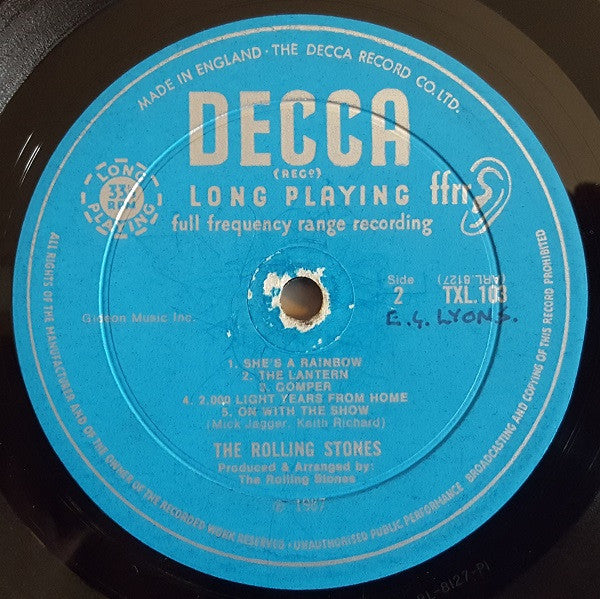 MADE IN ENGLAND · THE DECCA RECORD CO. LTD.
DECCA
(REGD)
LONG PLAYING
33⅓ RPM
LONG PLAYING
ffrr
full frequency range recording
Gideon Music Inc.
Side
2
(ARL.8127)
TXL.103
E. G. LYONS.
1. SHE'S A RAINBOW
2. THE LANTERN
3. GOMPER
4. 2,000 LIGHT YEARS FROM HOME
5. ON WITH THE SHOW
(Mick Jagger, Keith Richard)
THE ROLLING STONES
Produced & Arranged by:
The Rolling Stones
℗ 1967
ALL RIGHTS OF THE MANUFACTURER AND OF THE OWNER OF THE RECORDED WORK RESERVED · UNAUTHORISED PUBLIC PERFORMANCE BROADCASTING AND COPYING OF THIS RECORD PROHIBITED